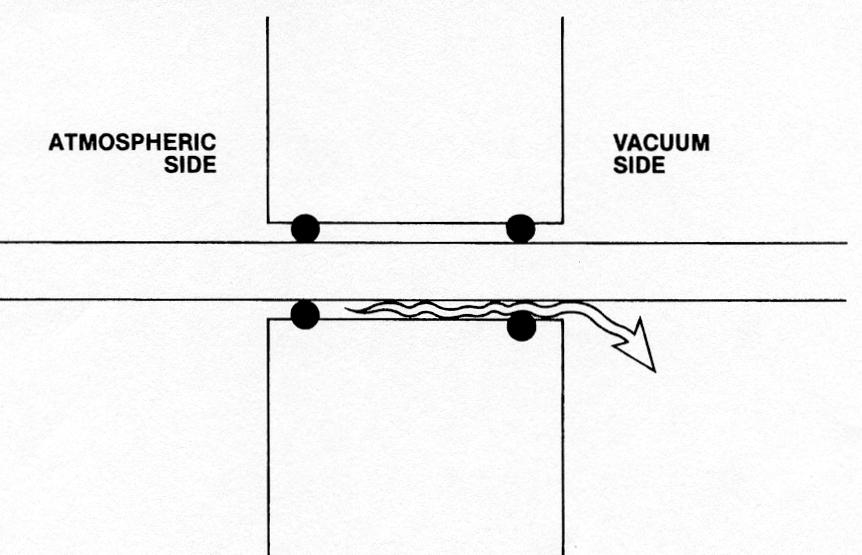 ATMOSPHERIC
SIDE
VACUUM
SIDE